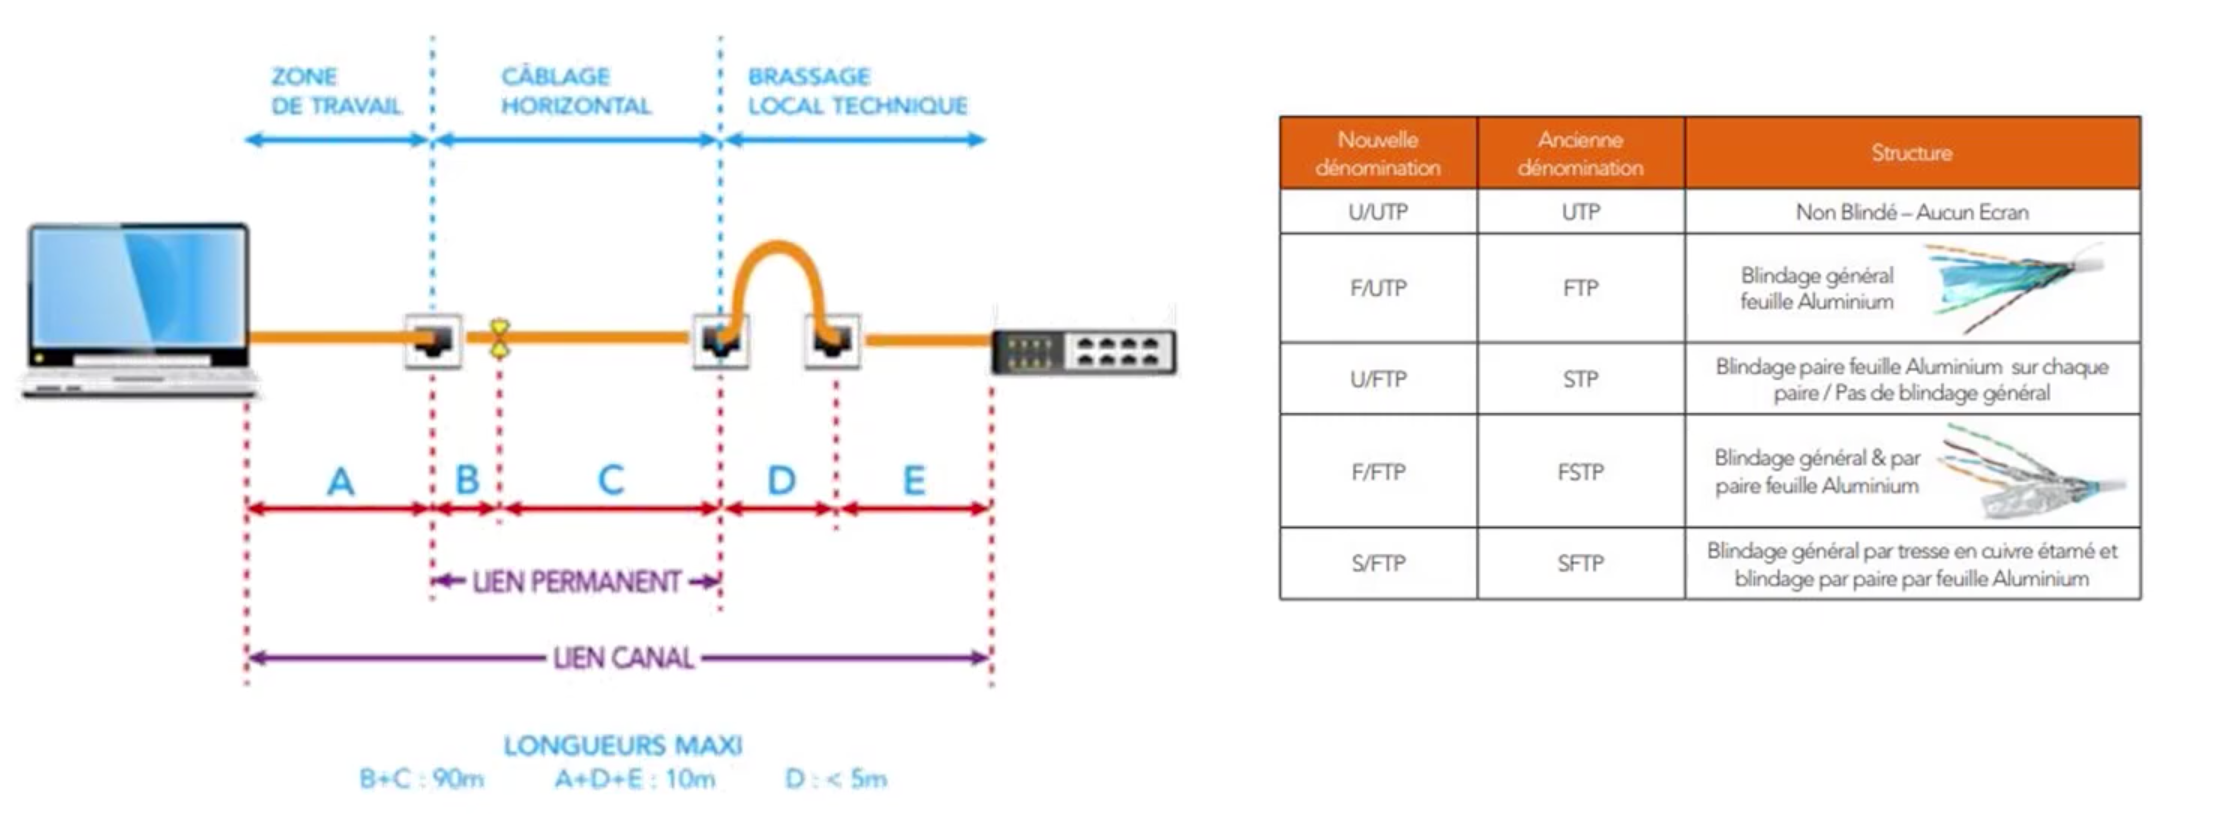 ZONE
DE TRAVAIL
CÂBLAGE
HORIZONTAL
BRASSAGE
LOCAL TECHNIQUE
A
B
C
D
E
LIEN PERMANENT
LIEN CANAL
LONGUEURS MAXI
B+C : 90m A+D+E : 10m D : < 5m
Nouvelle
dénomination
Ancienne
dénomination
Structure
U/UTP
UTP
Non Blindé – Aucun Ecran
F/UTP
FTP
Blindage général
feuille Aluminium
U/FTP
STP
Blindage paire feuille Aluminium sur chaque
paire / Pas de blindage général
F/FTP
FSTP
Blindage général & par
paire feuille Aluminium
S/FTP
SFTP
Blindage général par tresse en cuivre étamé et
blindage par paire par feuille Aluminium